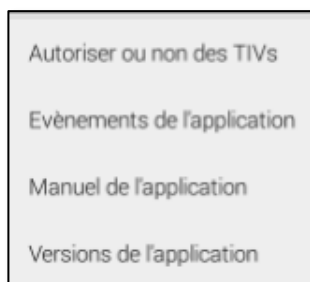 Autoriser ou non des TIVs
Evènements de l'application
Manuel de l'application
Versions de l'application